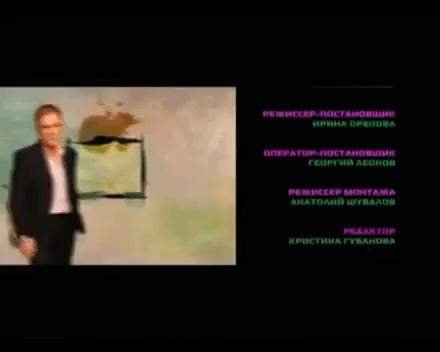 РЕЖИССЕР-ПОСТАНОВЩИК
ИРИНА ОРЕНОВА
ОПЕРАТОР-ПОСТАНОВЩИК
ГЕОРГИЙ ЛЕОНОВ
РЕЖИССЕР МОНТАЖА
АНАТОЛИЙ ШУВАЛОВ
РЕДАКТОР
КРИСТИНА ГУБАНОВА